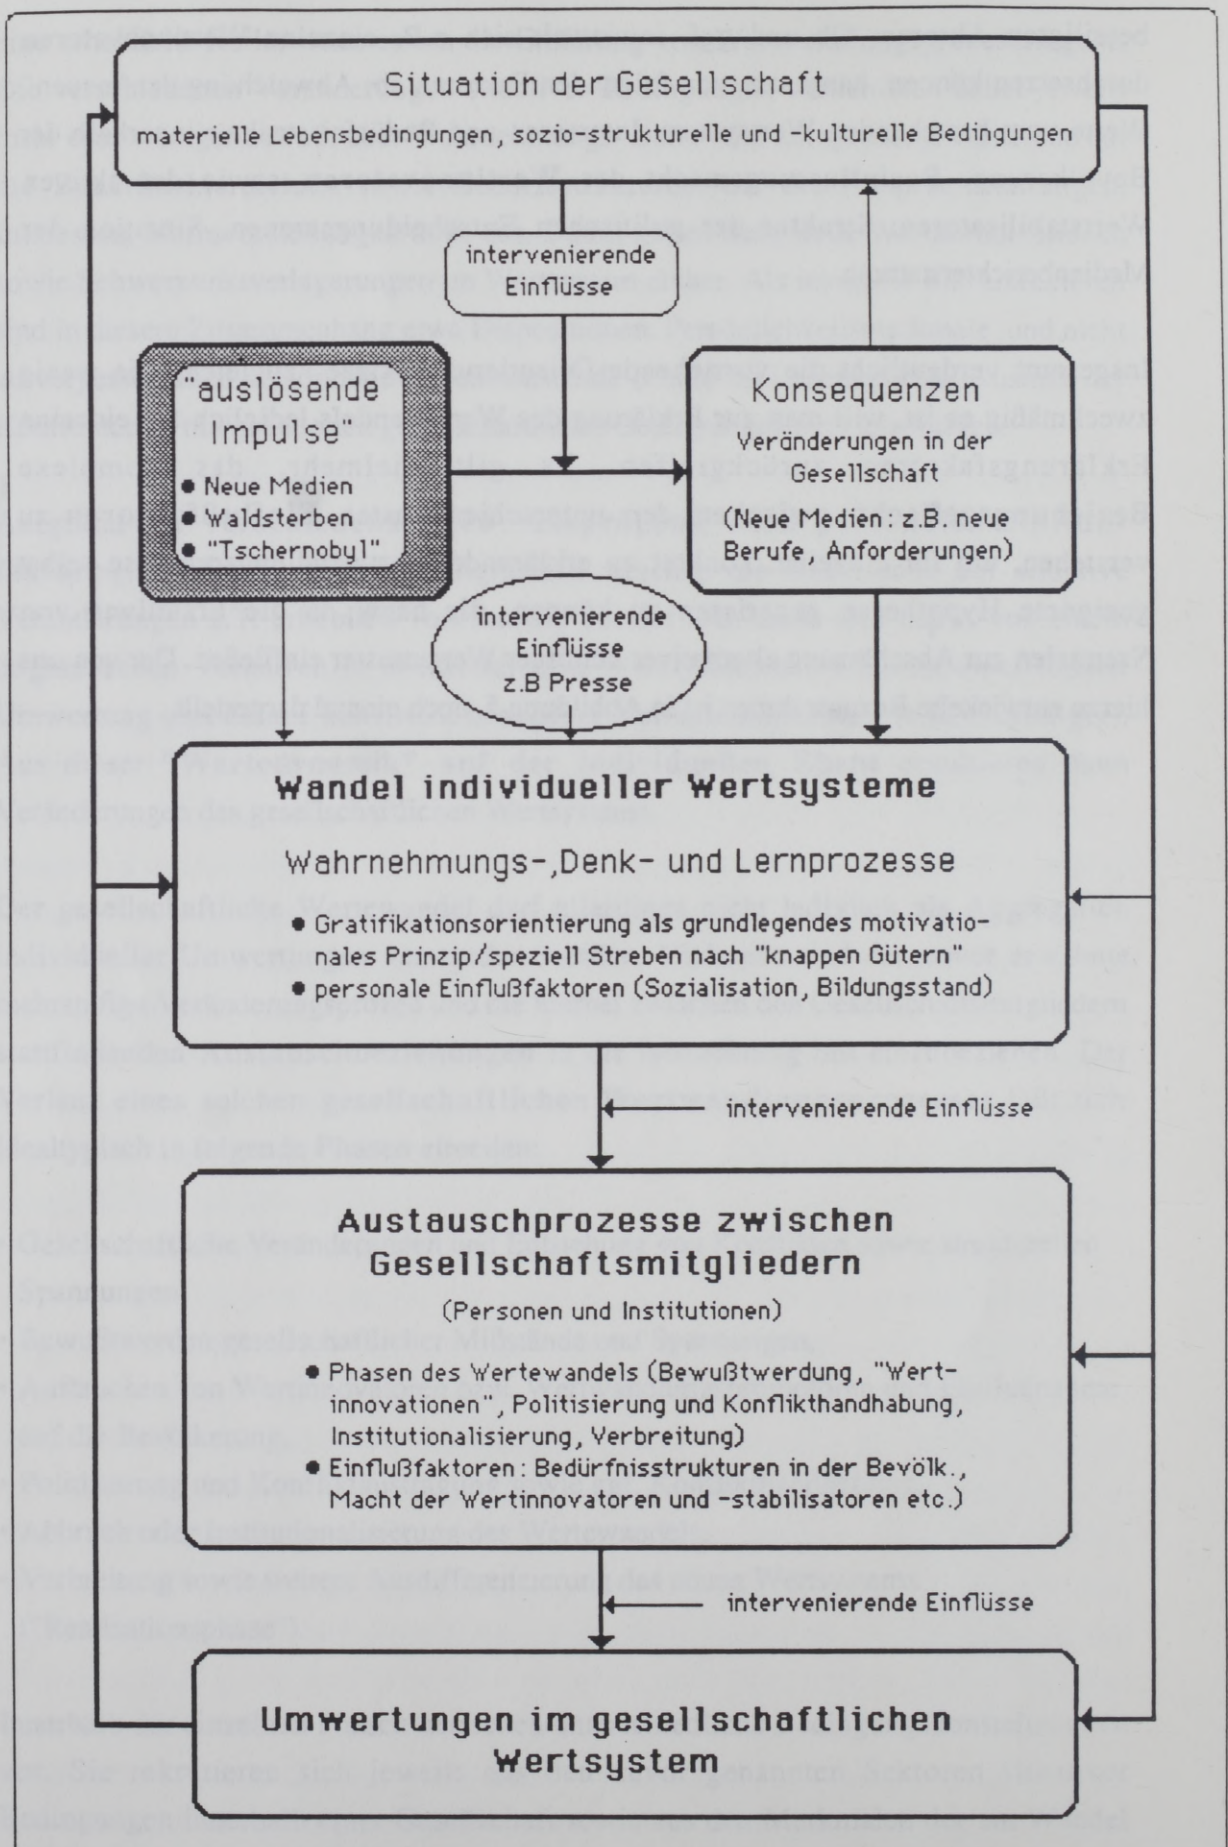 Situation der Gesellschaft
materielle Lebensbedingungen, sozio-strukturelle und -kulturelle Bedingungen
intervenierende
Einflüsse
"auslösende
Impulse"
● Neue Medien
● Waldsterben
● "Tschernobyl"
Konsequenzen
Veränderungen in der
Gesellschaft
(Neue Medien: z.B. neue
Berufe, Anforderungen)
intervenierende
Einflüsse
z.B Presse
Wandel individueller Wertsysteme
Wahrnehmungs-,Denk- und Lernprozesse
● Gratifikationsorientierung als grundlegendes motivatio-
nales Prinzip/speziell Streben nach "knappen Gütern"
● personale Einflußfaktoren (Sozialisation, Bildungsstand)
intervenierende Einflüsse
Austauschprozesse zwischen
Gesellschaftsmitgliedern
(Personen und Institutionen)
● Phasen des Wertewandels (Bewußtwerdung, "Wert-
innovationen", Politisierung und Konflikthandhabung,
Institutionalisierung, Verbreitung)
● Einflußfaktoren: Bedürfnisstrukturen in der Bevölk.,
Macht der Wertinnovatoren und -stabilisatoren etc.)
intervenierende Einflüsse
Umwertungen im gesellschaftlichen
Wertsystem